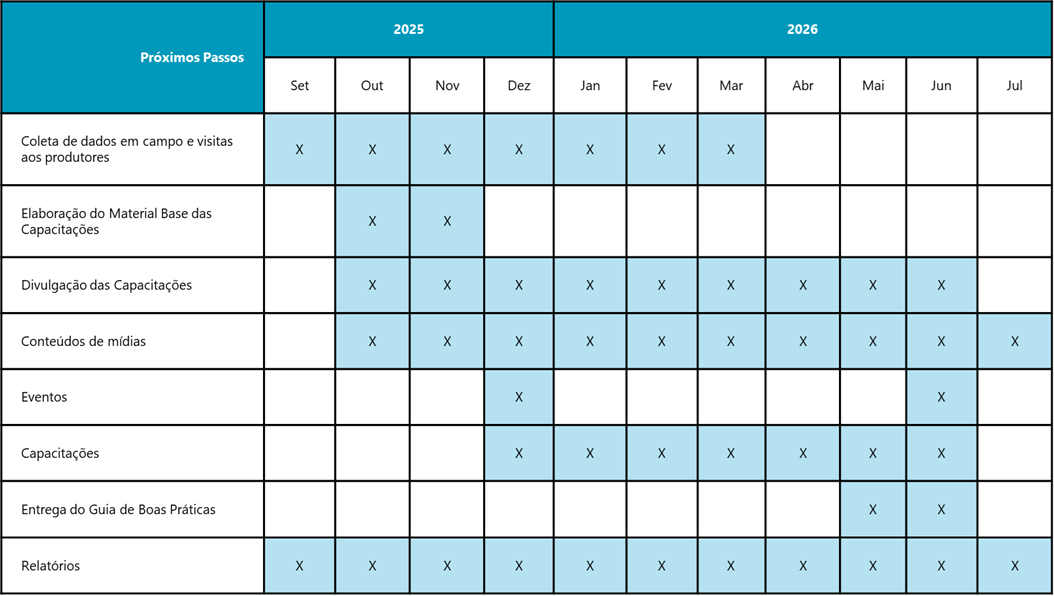 Próximos Passos
2025
2026
Set Out Nov Dez Jan Fev Mar Abr Mai Jun Jul
Coleta de dados em campo e visitas
aos produtores
X X X X X X X
Elaboração do Material Base das
Capacitações
X X
Divulgação das Capacitações
X X X X X X X X X
Conteúdos de mídias
X X X X X X X X X X
Eventos
X X
Capacitações
X X X X X X X
Entrega do Guia de Boas Práticas
X X
Relatórios
X X X X X X X X X X X